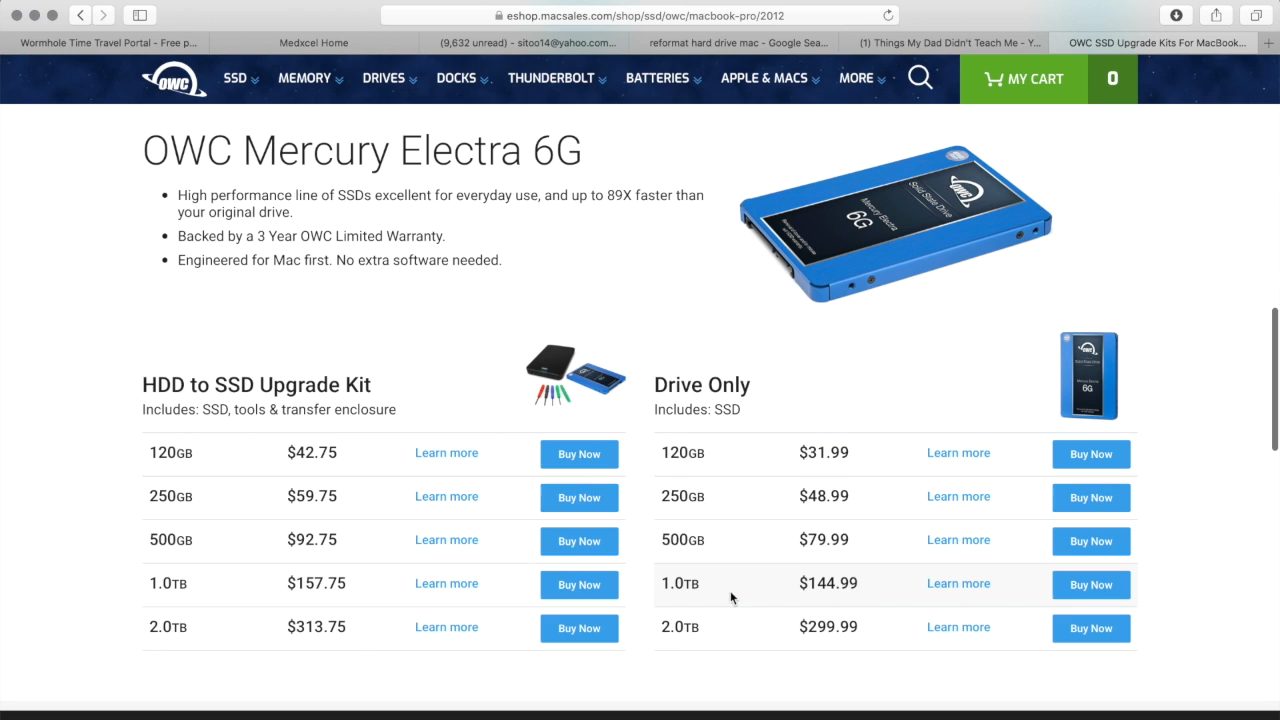 eshop.macsales.com/shop/ssd/owc/macbook-pro/2012
Wormhole Time Travel Portal - Free p...
Medxcel Home
(9,632 unread) - sitoo14@yahoo.com...
reformat hard drive mac - Google Sea...
(1) Things My Dad Didn't Teach Me - Y...
OWC SSD Upgrade Kits For MacBook...
OWC
SSD
MEMORY
DRIVES
DOCKS
THUNDERBOLT
BATTERIES
APPLE & MACS
MORE
MY CART
0
OWC Mercury Electra 6G
• High performance line of SSDs excellent for everyday use, and up to 89X faster than
your original drive.
• Backed by a 3 Year OWC Limited Warranty.
• Engineered for Mac first. No extra software needed.
OWC
Solid State Drive
Mercury Electra
6G
HDD to SSD Upgrade Kit
Includes: SSD, tools & transfer enclosure
120GB $42.75 Learn more Buy Now
250GB $59.75 Learn more Buy Now
500GB $92.75 Learn more Buy Now
1.0TB $157.75 Learn more Buy Now
2.0TB $313.75 Learn more Buy Now
Drive Only
Includes: SSD
OWC
6G
120GB $31.99 Learn more Buy Now
250GB $48.99 Learn more Buy Now
500GB $79.99 Learn more Buy Now
1.0TB $144.99 Learn more Buy Now
2.0TB $299.99 Learn more Buy Now